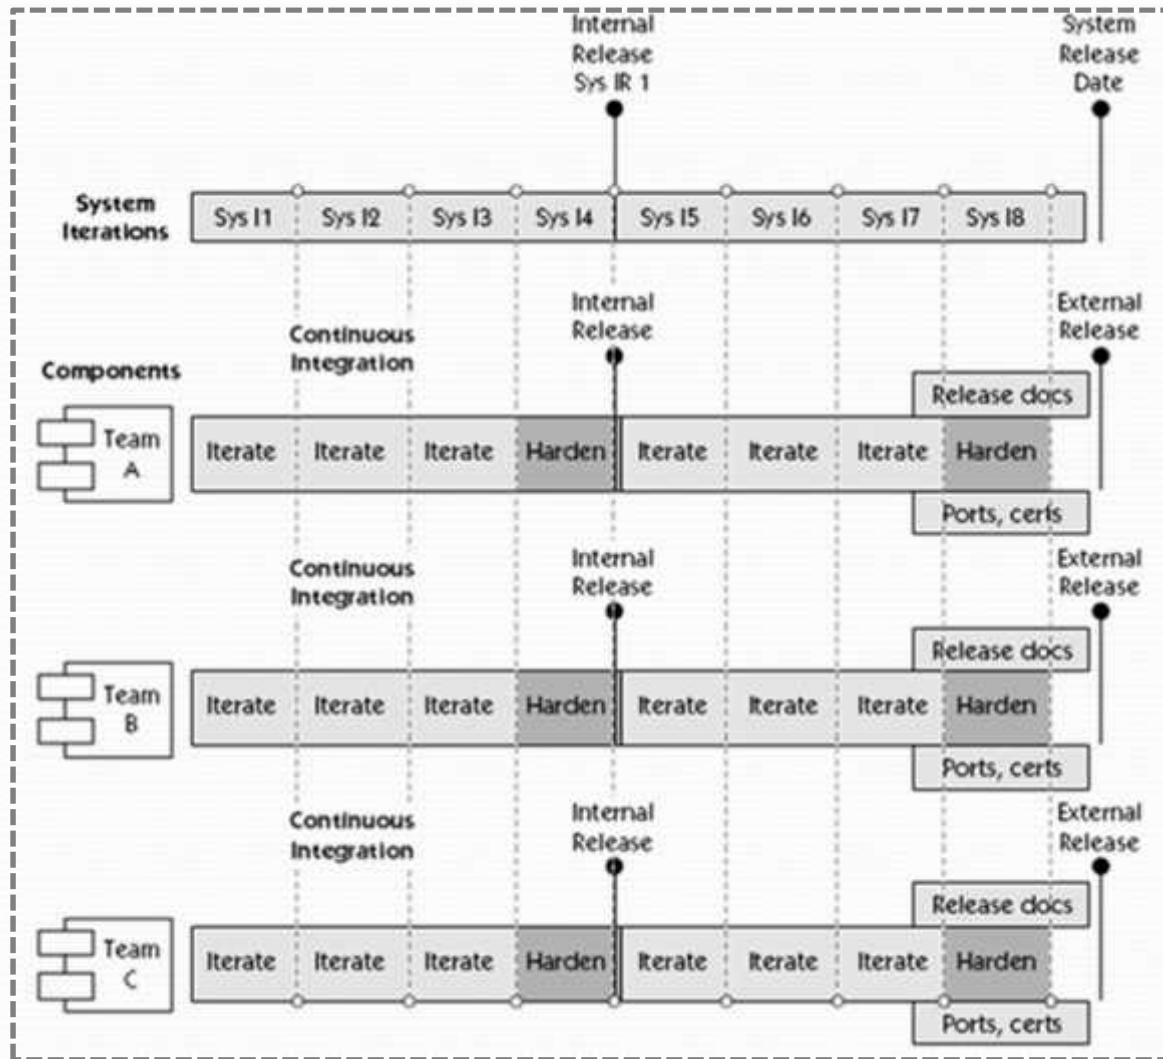 Internal
Release
Sys IR 1
System
Release
Date
System
Iterations
Sys I1 Sys I2 Sys I3 Sys I4 Sys I5 Sys I6 Sys I7 Sys I8
Continuous
Integration
Internal
Release
External
Release
Components
Release docs
Team
A
Iterate Iterate Iterate Harden Iterate Iterate Iterate Harden
Ports, certs
Continuous
Integration
Internal
Release
External
Release
Release docs
Team
B
Iterate Iterate Iterate Harden Iterate Iterate Iterate Harden
Ports, certs
Continuous
Integration
Internal
Release
External
Release
Release docs
Team
C
Iterate Iterate Iterate Harden Iterate Iterate Iterate Harden
Ports, certs